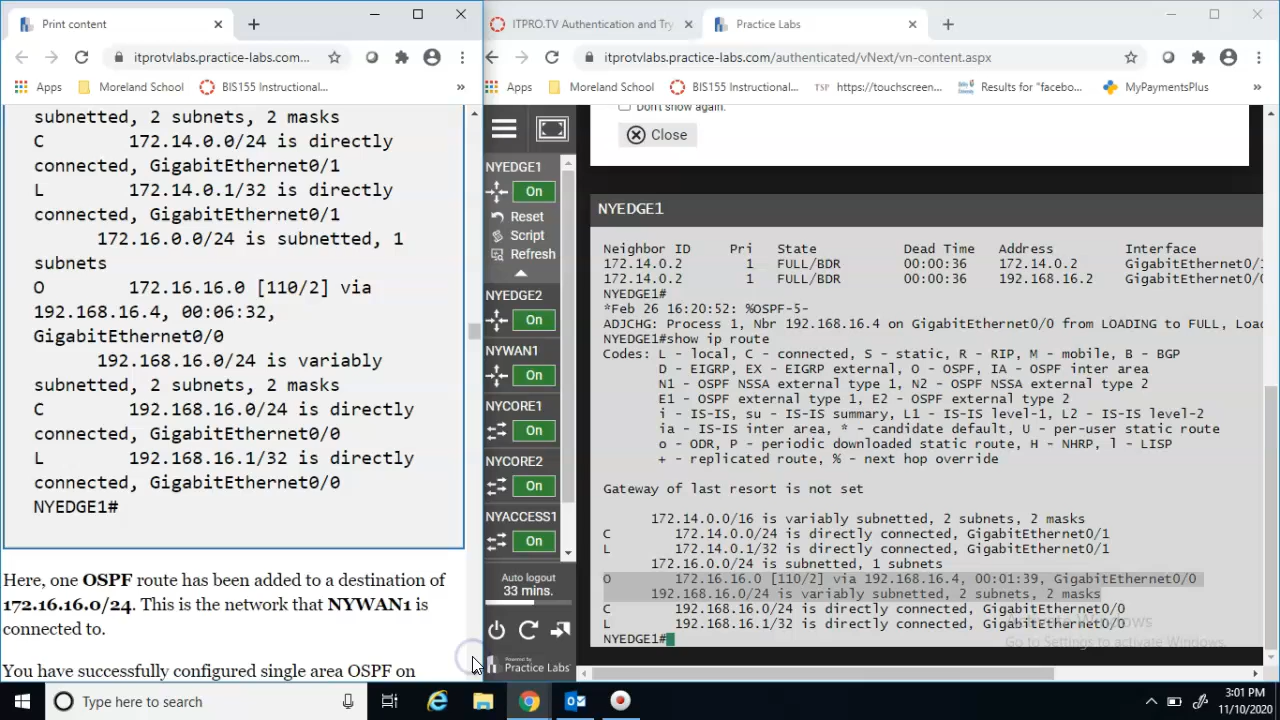 Print content
itprotvlabs.practice-labs.com...
Apps Moreland School BIS155 Instructional... »
subnetted, 2 subnets, 2 masks
C 172.14.0.0/24 is directly
connected, GigabitEthernet0/1
L 172.14.0.1/32 is directly
connected, GigabitEthernet0/1
172.16.0.0/24 is subnetted, 1
subnets
O 172.16.16.0 [110/2] via
192.168.16.4, 00:06:32,
GigabitEthernet0/0
192.168.16.0/24 is variably
subnetted, 2 subnets, 2 masks
C 192.168.16.0/24 is directly
connected, GigabitEthernet0/0
L 192.168.16.1/32 is directly
connected, GigabitEthernet0/0
NYEDGE1#
Here, one OSPF route has been added to a destination of
172.16.16.0/24. This is the network that NYWAN1 is
connected to.
You have successfully configured single area OSPF on
ITPRO.TV Authentication and Try
Practice Labs
itprotvlabs.practice-labs.com/authenticated/vNext/vn-content.aspx
Apps Moreland School BIS155 Instructional... TSP https://touchscreen... Results for "facebo... MyPaymentsPlus »
Don't show again.
Close
NYEDGE1
On
Reset
Script
Refresh
NYEDGE2
On
NYWAN1
On
NYCORE1
On
NYCORE2
On
NYACCESS1
On
Auto logout
33 mins.
Powered by
Practice Labs
NYEDGE1
Neighbor ID Pri State Dead Time Address Interface
172.14.0.2 1 FULL/BDR 00:00:36 172.14.0.2 GigabitEthernet0/1
172.14.0.2 1 FULL/BDR 00:00:36 192.168.16.2 GigabitEthernet0/0
NYEDGE1#
*Feb 26 16:20:52: %OSPF-5-
ADJCHG: Process 1, Nbr 192.168.16.4 on GigabitEthernet0/0 from LOADING to FULL, Loa
NYEDGE1#show ip route
Codes: L - local, C - connected, S - static, R - RIP, M - mobile, B - BGP
D - EIGRP, EX - EIGRP external, O - OSPF, IA - OSPF inter area
N1 - OSPF NSSA external type 1, N2 - OSPF NSSA external type 2
E1 - OSPF external type 1, E2 - OSPF external type 2
i - IS-IS, su - IS-IS summary, L1 - IS-IS level-1, L2 - IS-IS level-2
ia - IS-IS inter area, * - candidate default, U - per-user static route
o - ODR, P - periodic downloaded static route, H - NHRP, l - LISP
+ - replicated route, % - next hop override
Gateway of last resort is not set
172.14.0.0/16 is variably subnetted, 2 subnets, 2 masks
C 172.14.0.0/24 is directly connected, GigabitEthernet0/1
L 172.14.0.1/32 is directly connected, GigabitEthernet0/1
172.16.0.0/24 is subnetted, 1 subnets
O 172.16.16.0 [110/2] via 192.168.16.4, 00:01:39, GigabitEthernet0/0
192.168.16.0/24 is variably subnetted, 2 subnets, 2 masks
C 192.168.16.0/24 is directly connected, GigabitEthernet0/0
L 192.168.16.1/32 is directly connected, GigabitEthernet0/0
NYEDGE1#
Activate Windows
Go to Settings to activate Windows.
Type here to search
3:01 PM
11/10/2020